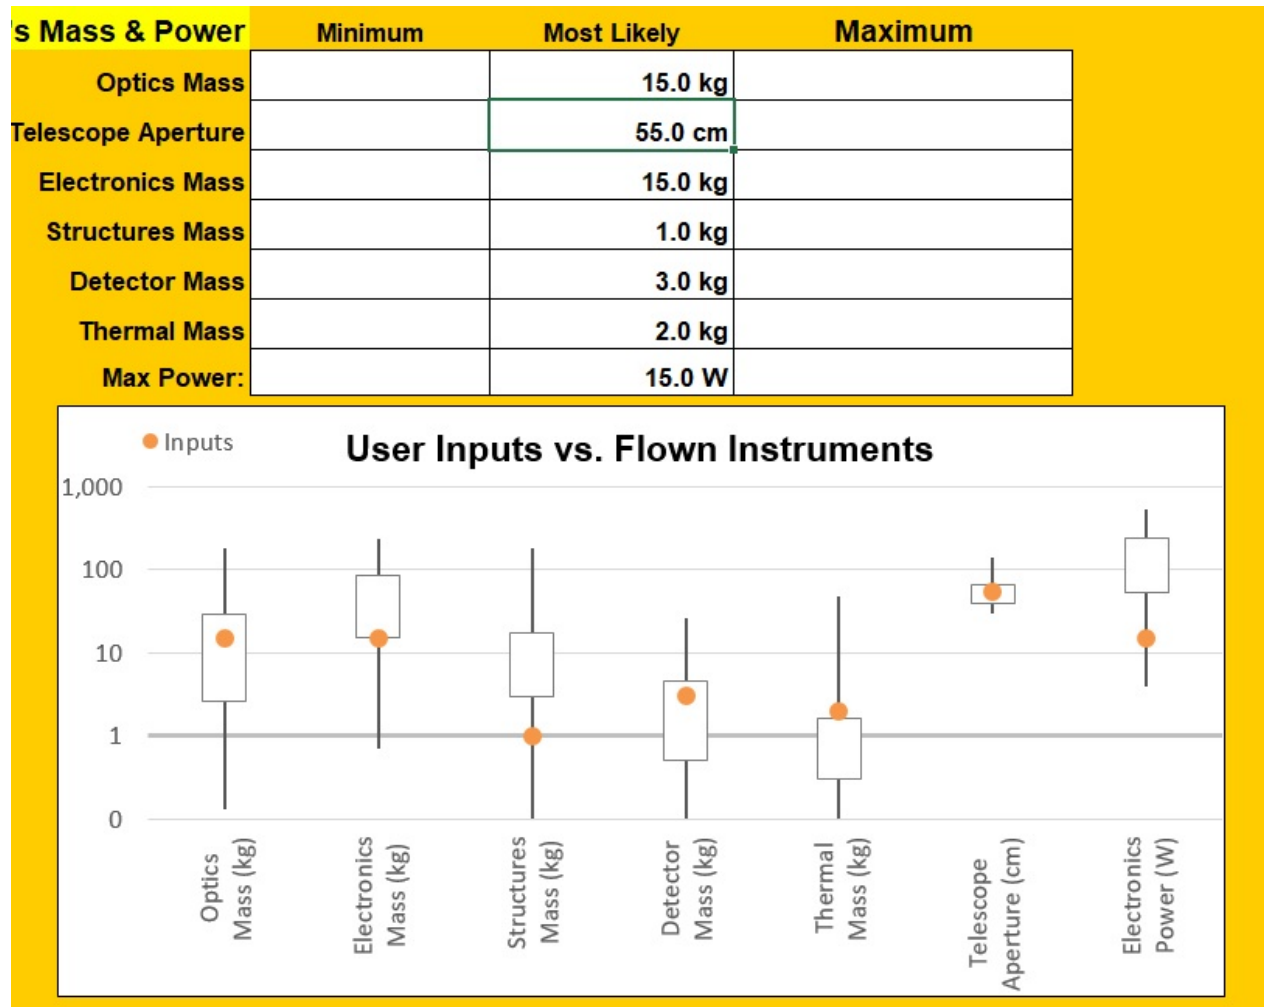 's Mass & Power Minimum Most Likely Maximum
Optics Mass 15.0 kg
Telescope Aperture 55.0 cm
Electronics Mass 15.0 kg
Structures Mass 1.0 kg
Detector Mass 3.0 kg
Thermal Mass 2.0 kg
Max Power: 15.0 W
Inputs
User Inputs vs. Flown Instruments
1,000
100
10
1
0
Optics
Mass (kg)
Electronics
Mass (kg)
Structures
Mass (kg)
Detector
Mass (kg)
Thermal
Mass (kg)
Telescope
Aperture (cm)
Electronics
Power (W)